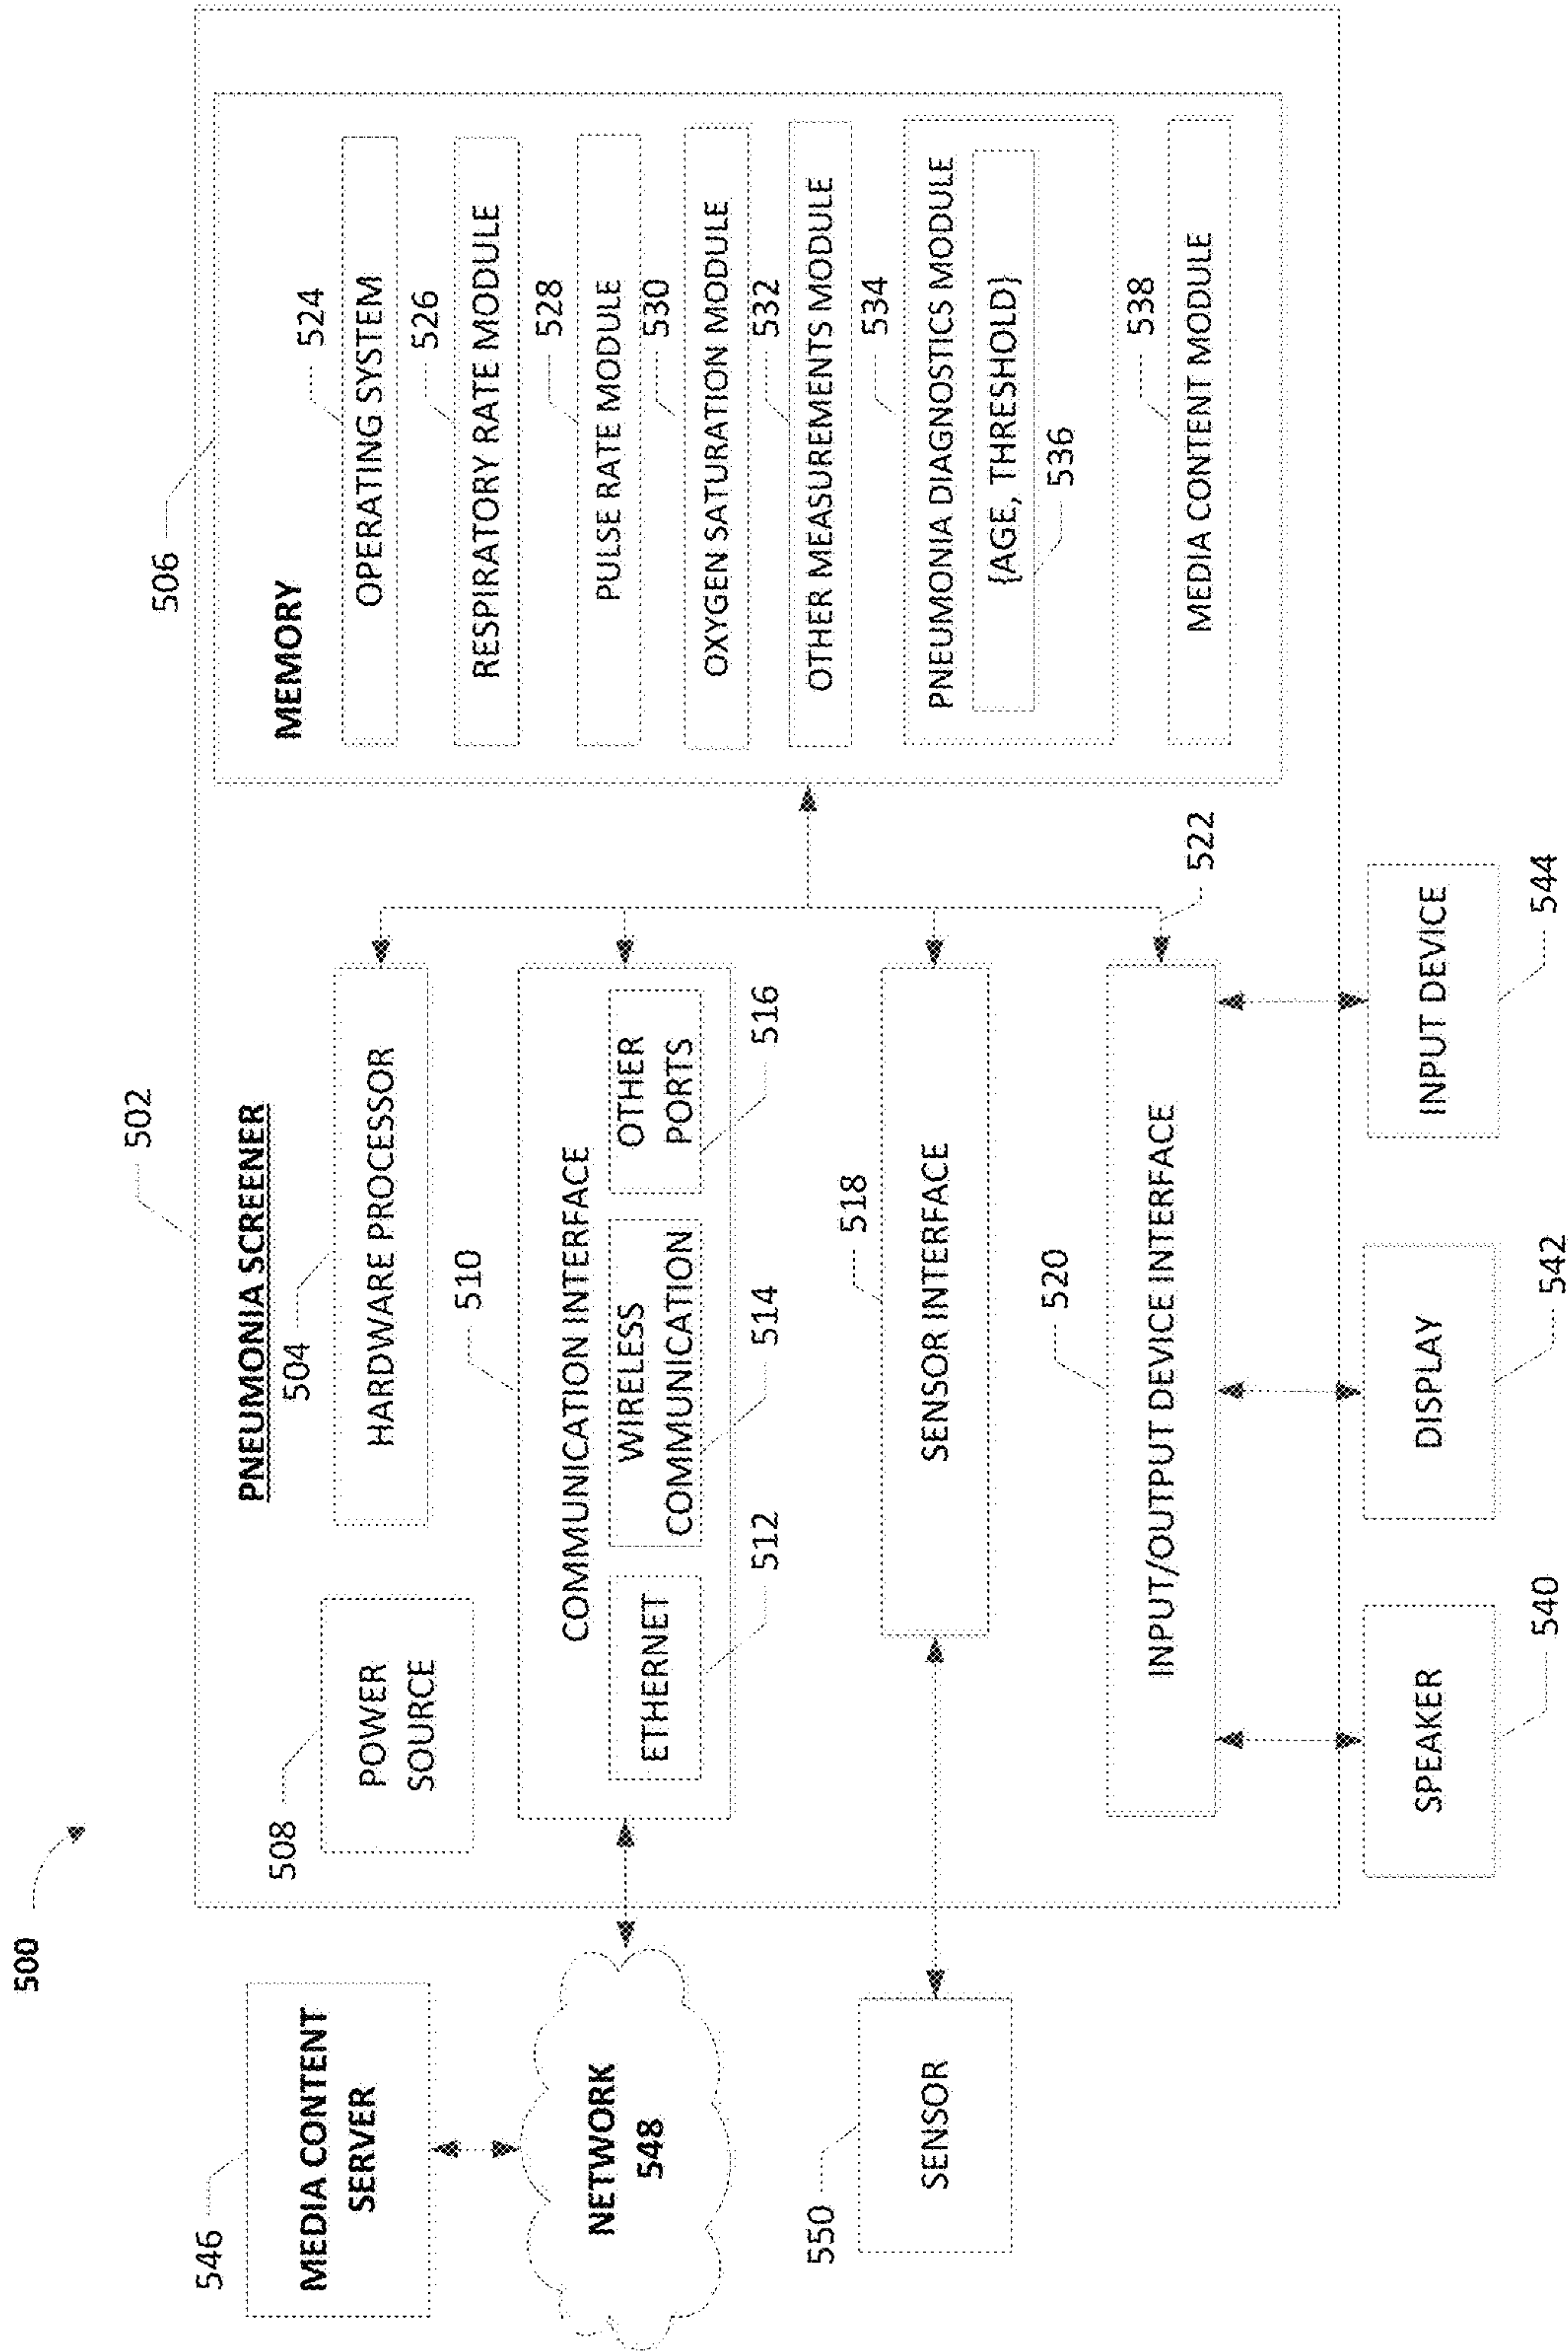 500
502
506
PNEUMONIA SCREENER
MEMORY
546
MEDIA CONTENT
SERVER
NETWORK
548
550
SENSOR
508
POWER
SOURCE
504
HARDWARE PROCESSOR
510
COMMUNICATION INTERFACE
ETHERNET
512
WIRELESS
COMMUNICATION
514
OTHER
PORTS
516
518
SENSOR INTERFACE
520
INPUT/OUTPUT DEVICE INTERFACE
522
524
OPERATING SYSTEM
526
RESPIRATORY RATE MODULE
528
PULSE RATE MODULE
530
OXYGEN SATURATION MODULE
532
OTHER MEASUREMENTS MODULE
534
PNEUMONIA DIAGNOSTICS MODULE
{AGE, THRESHOLD}
536
538
MEDIA CONTENT MODULE
SPEAKER
540
DISPLAY
542
INPUT DEVICE
544